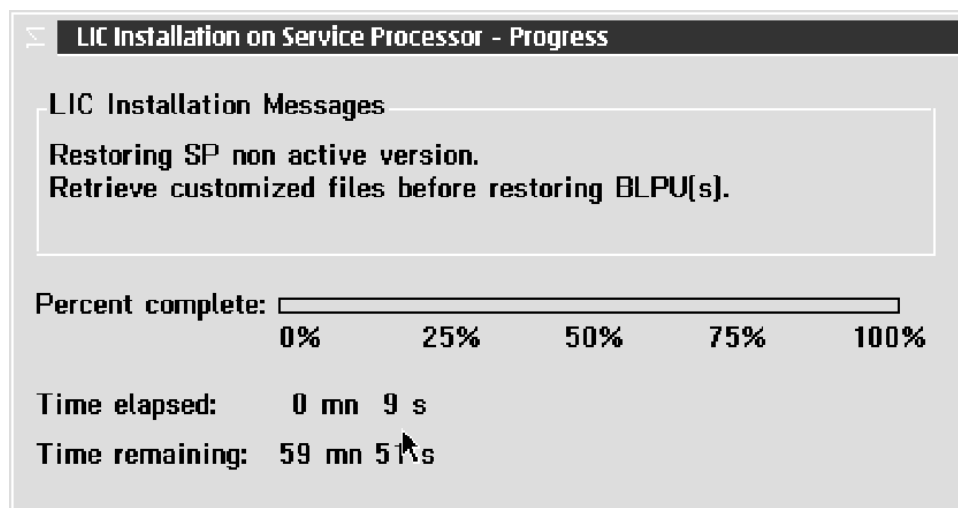 LIC Installation on Service Processor - Progress
LIC Installation Messages
Restoring SP non active version.
Retrieve customized files before restoring BLPU(s).
Percent complete:
0% 25% 50% 75% 100%
Time elapsed: 0 mn 9 s
Time remaining: 59 mn 51 s